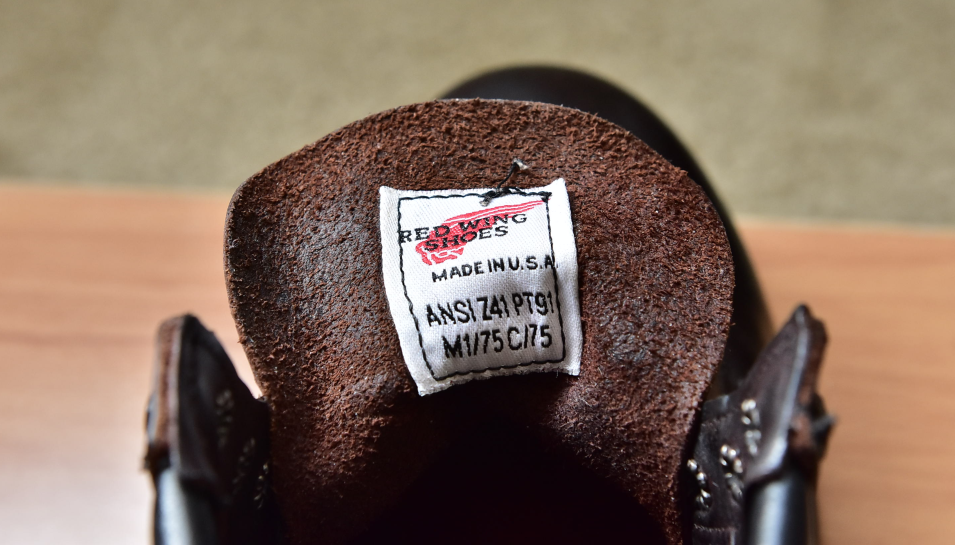 RED WING
SHOES
MADE IN U.S.A.
ANSI Z41 PT91
M1/75 C/75